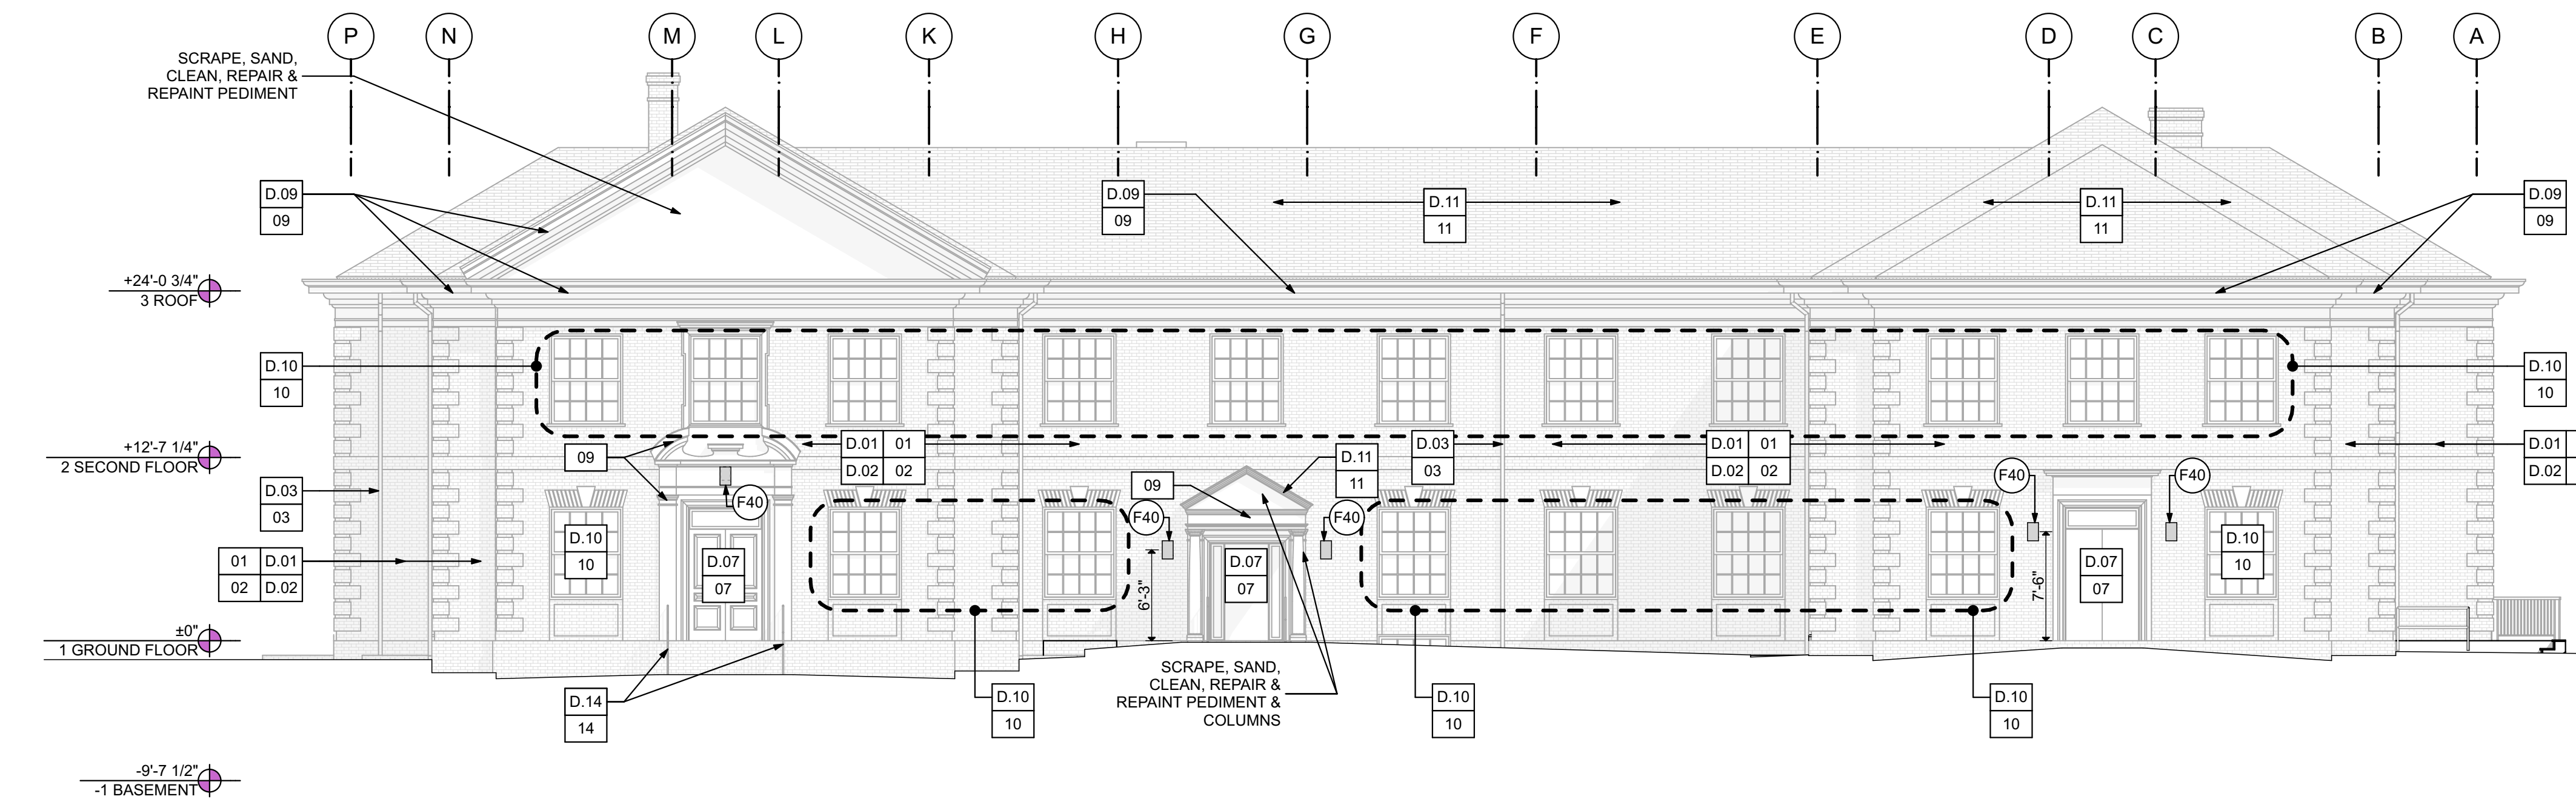 P N M L K H G F E D C B A
SCRAPE, SAND,
CLEAN, REPAIR &
REPAINT PEDIMENT
D.09
09
D.09
09
D.11
11
D.11
11
D.09
09
+24'-0 3/4"
3 ROOF
D.10
10
D.10
10
+12'-7 1/4"
2 SECOND FLOOR
09
D.01 01
D.02 02
D.03
03
D.01 01
D.02 02
D.01
D.02
D.11
11
09
F40
F40
F40
F40
F40
D.03
03
01 D.01
02 D.02
D.10
10
D.07
07
6'-3"
D.07
07
7'-6"
D.07
07
D.10
10
±0"
1 GROUND FLOOR
D.14
14
D.10
10
SCRAPE, SAND,
CLEAN, REPAIR &
REPAINT PEDIMENT &
COLUMNS
D.10
10
D.10
10
-9'-7 1/2"
-1 BASEMENT